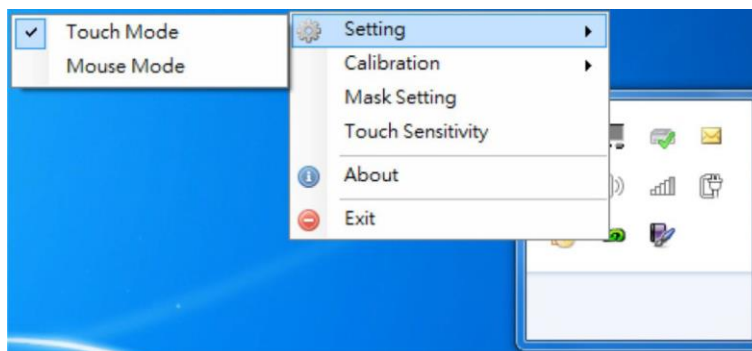 Touch Mode
Mouse Mode
Setting
Calibration
Mask Setting
Touch Sensitivity
About
Exit